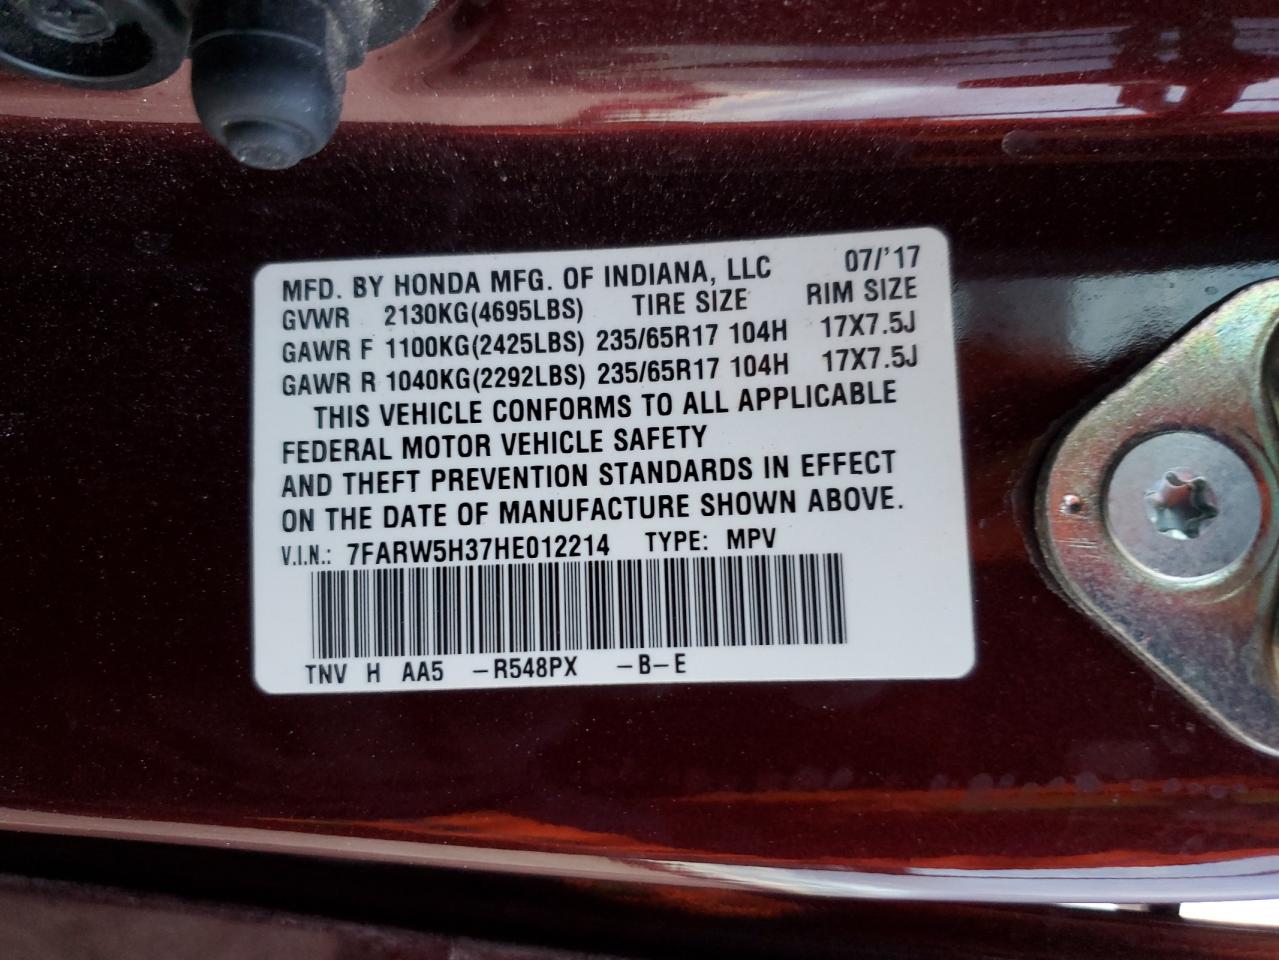 MFD. BY HONDA MFG. OF INDIANA, LLC 07/'17
GVWR 2130KG(4695LBS) TIRE SIZE RIM SIZE
GAWR F 1100KG(2425LBS) 235/65R17 104H 17X7.5J
GAWR R 1040KG(2292LBS) 235/65R17 104H 17X7.5J
THIS VEHICLE CONFORMS TO ALL APPLICABLE
FEDERAL MOTOR VEHICLE SAFETY
AND THEFT PREVENTION STANDARDS IN EFFECT
ON THE DATE OF MANUFACTURE SHOWN ABOVE.
V.I.N.: 7FARW5H37HE012214 TYPE: MPV
TNV H AA5 -R548PX -B-E